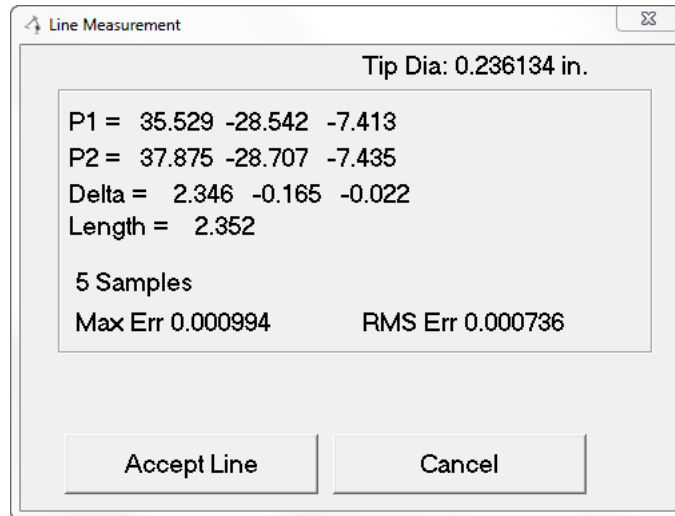 Line Measurement
Tip Dia: 0.236134 in.
P1 = 35.529 -28.542 -7.413
P2 = 37.875 -28.707 -7.435
Delta = 2.346 -0.165 -0.022
Length = 2.352
5 Samples
Max Err 0.000994 RMS Err 0.000736
Accept Line Cancel